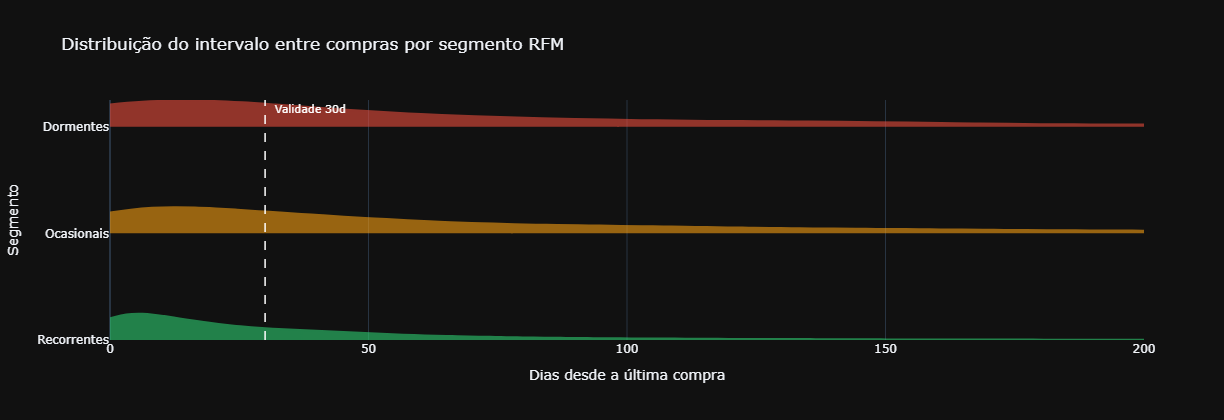 Distribuição do intervalo entre compras por segmento RFM
Validade 30d
Dormentes
Ocasionais
Recorrentes
Segmento
0
50
100
150
200
Dias desde a última compra